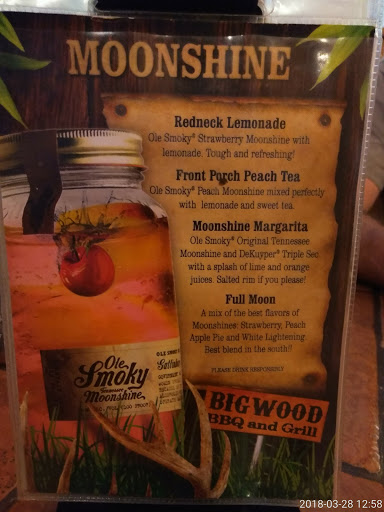 MOONSHINE
Redneck Lemonade
Ole Smoky® Strawberry Moonshine with
lemonade. Tough and refreshing!
Front Porch Peach Tea
Ole Smoky® Peach Moonshine mixed perfectly
with lemonade and sweet tea.
Moonshine Margarita
Ole Smoky® Original Tennessee
Moonshine and DeKuyper® Triple Sec
with a splash of lime and orange
juices. Salted rim if you please!
Full Moon
A mix of the best flavors of
Moonshines: Strawberry, Peach
Apple Pie and White Lightening.
Best blend in the south!!
PLEASE DRINK RESPONSIBLY
Ole
Smoky
Tennessee
Moonshine
OLE SMOKY
BIGWOOD
BBQ and Grill
2018-03-28 12:58